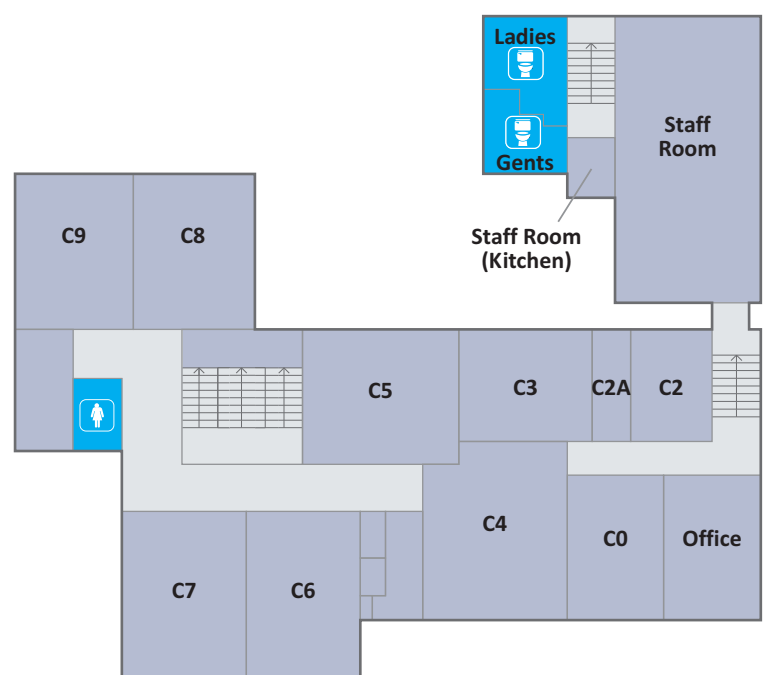 Ladies
Gents
Staff
Room
Staff Room
(Kitchen)
C9
C8
C5
C3
C2A
C2
C4
C0
Office
C7
C6